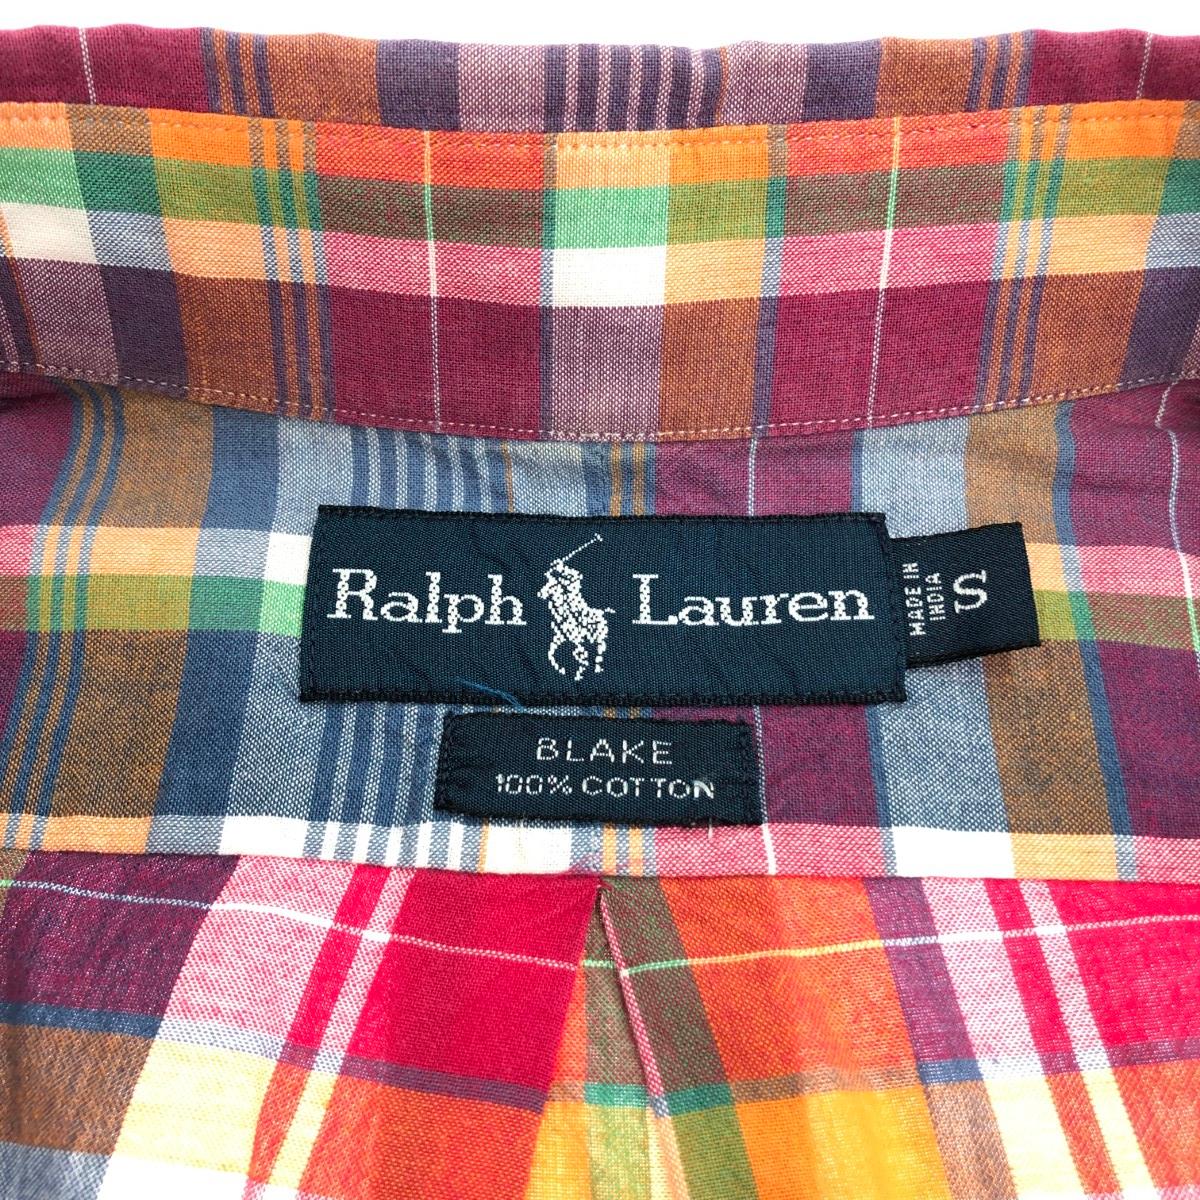 Ralph Lauren
MADE IN
INDIA
S
BLAKE
100% COTTON